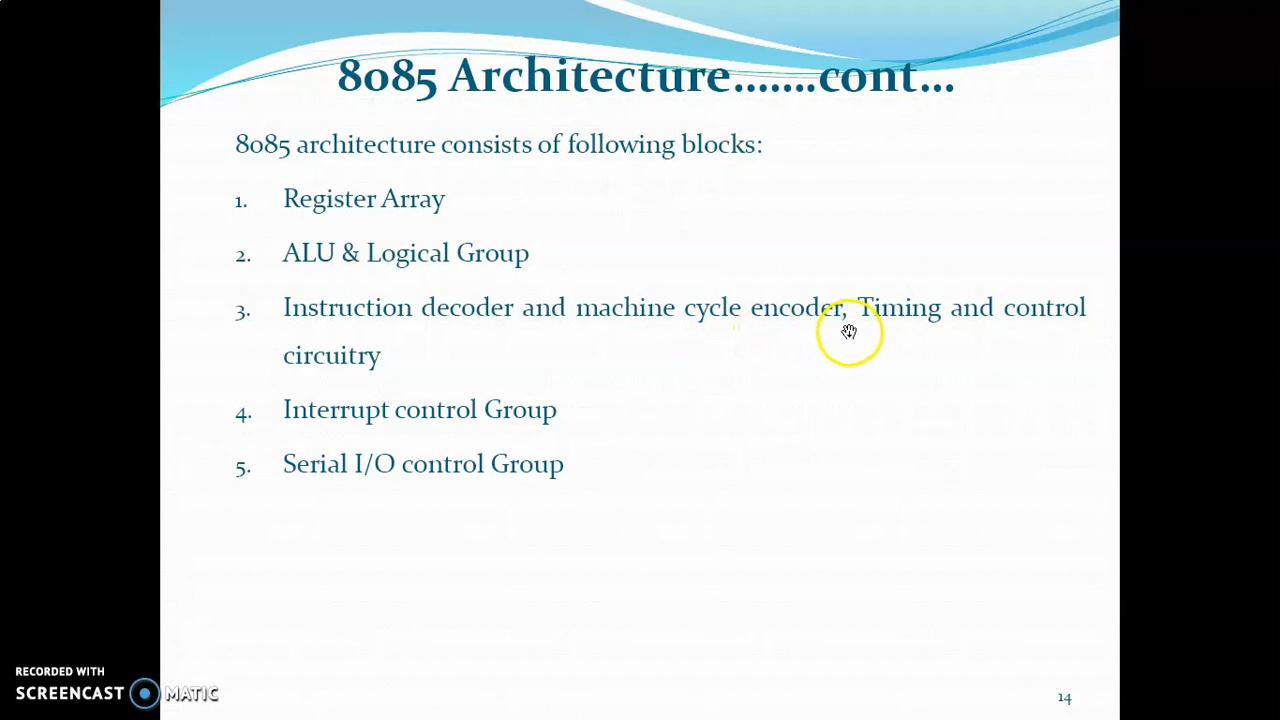 8085 Architecture.......cont...
8085 architecture consists of following blocks:
1. Register Array
2. ALU & Logical Group
3. Instruction decoder and machine cycle encoder, Timing and control
circuitry
4. Interrupt control Group
5. Serial I/O control Group
RECORDED WITH
SCREENCAST MATIC
14